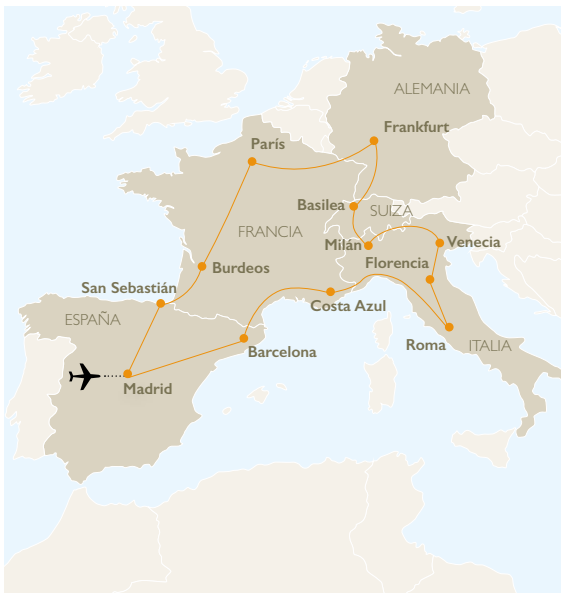 ALEMANIA
Frankfurt
París
Basilea
SUIZA
FRANCIA
Milán
Venecia
Florencia
Burdeos
San Sebastián
Costa Azul
ESPAÑA
Roma
ITALIA
Barcelona
Madrid